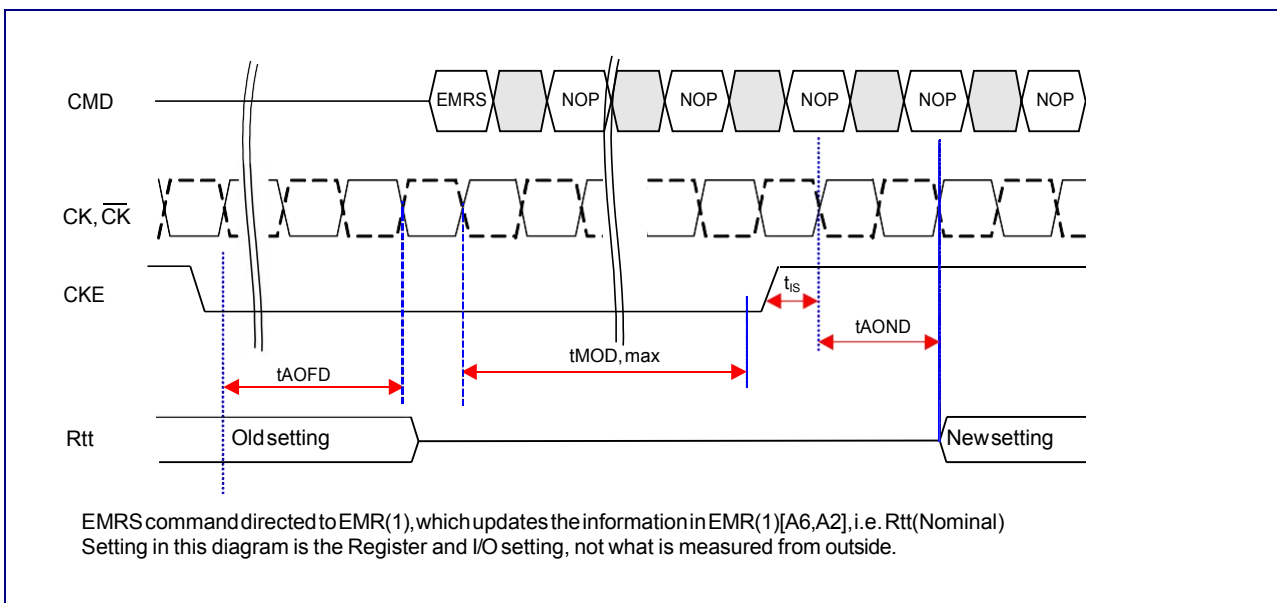 CMD
EMRS NOP NOP NOP NOP NOP
CK, CK
CKE
tIS
tAOND
tMOD, max
tAOFD
Rtt
Old setting
New setting
EMRS command directed to EMR(1), which updates the information in EMR(1)[A6,A2], i.e. Rtt(Nominal)
Setting in this diagram is the Register and I/O setting, not what is measured from outside.